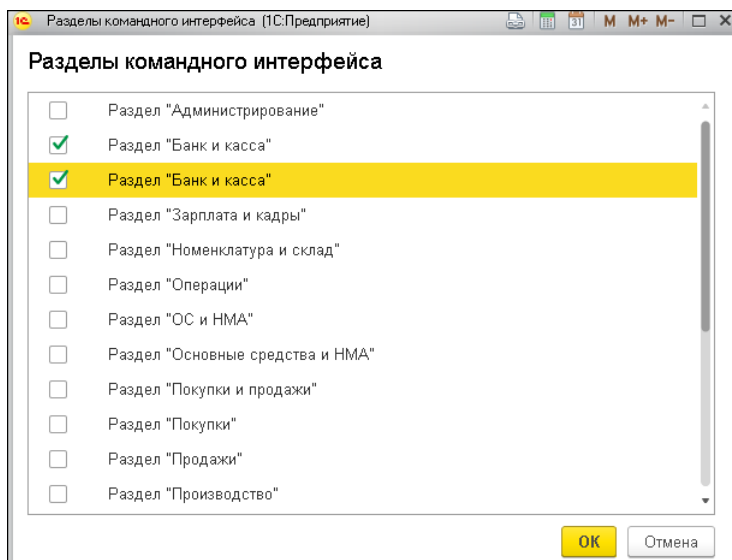 1С Разделы командного интерфейса (1С:Предприятие) 31 M M+ M-
Разделы командного интерфейса
Раздел "Администрирование"
Раздел "Банк и касса"
Раздел "Банк и касса"
Раздел "Зарплата и кадры"
Раздел "Номенклатура и склад"
Раздел "Операции"
Раздел "ОС и НМА"
Раздел "Основные средства и НМА"
Раздел "Покупки и продажи"
Раздел "Покупки"
Раздел "Продажи"
Раздел "Производство"
ОК Отмена